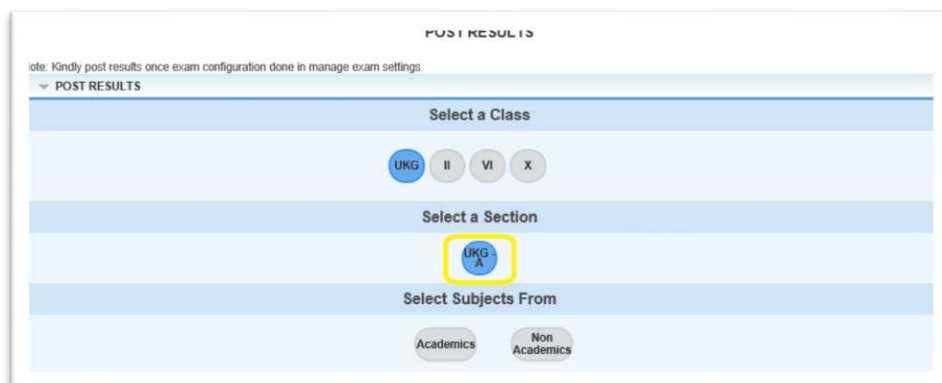 POST RESULTS
ote: Kindly post results once exam configuration done in manage exam settings
POST RESULTS
Select a Class
UKG II VI X
Select a Section
UKG -
A
Select Subjects From
Academics Non
Academics